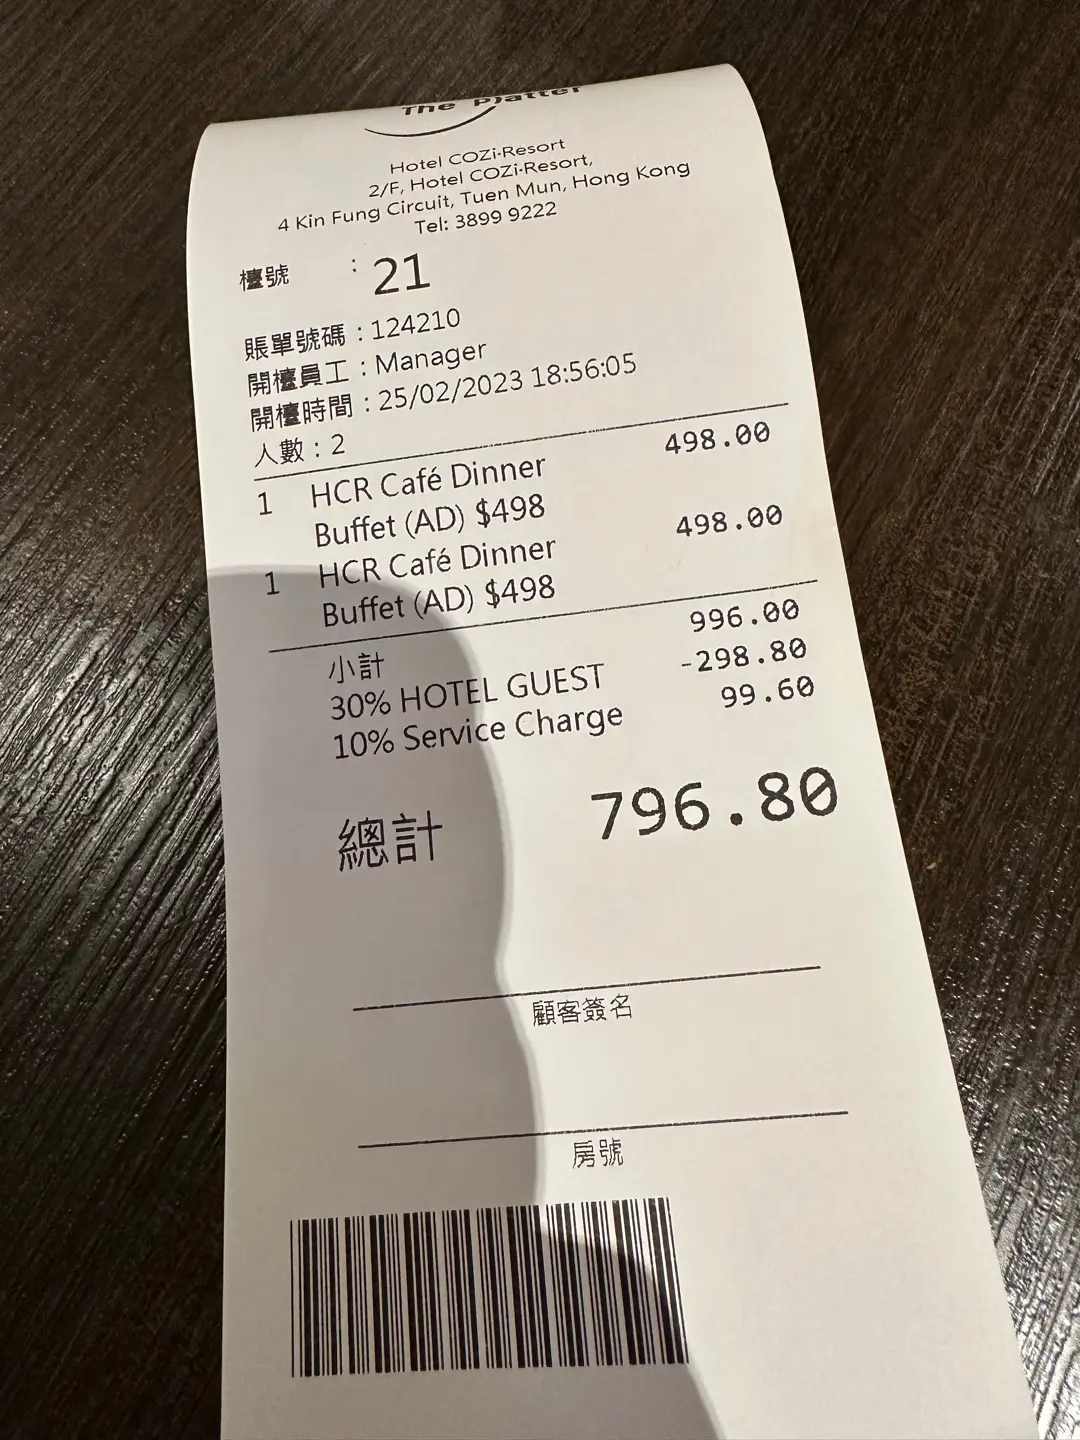 The Platter
Hotel COZi·Resort
2/F, Hotel COZi·Resort,
4 Kin Fung Circuit, Tuen Mun, Hong Kong
Tel: 3899 9222
檯號 : 21
賬單號碼 : 124210
開檯員工 : Manager
開檯時間 : 25/02/2023 18:56:05
人數 : 2
1 HCR Café Dinner 498.00
Buffet (AD) $498
1 HCR Café Dinner 498.00
Buffet (AD) $498
小計 996.00
30% HOTEL GUEST -298.80
10% Service Charge 99.60
總計 796.80
顧客簽名
房號